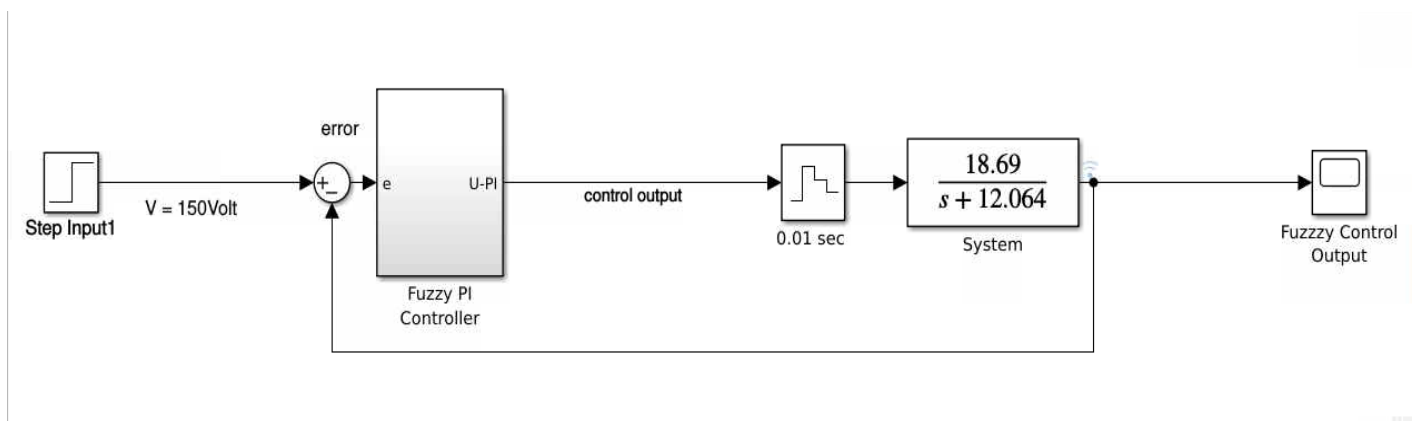 error
+
−
e
U-PI
Step Input1
V = 150Volt
control output
0.01 sec
18.69
s + 12.064
System
Fuzzy PI
Controller
Fuzzzy Control
Output